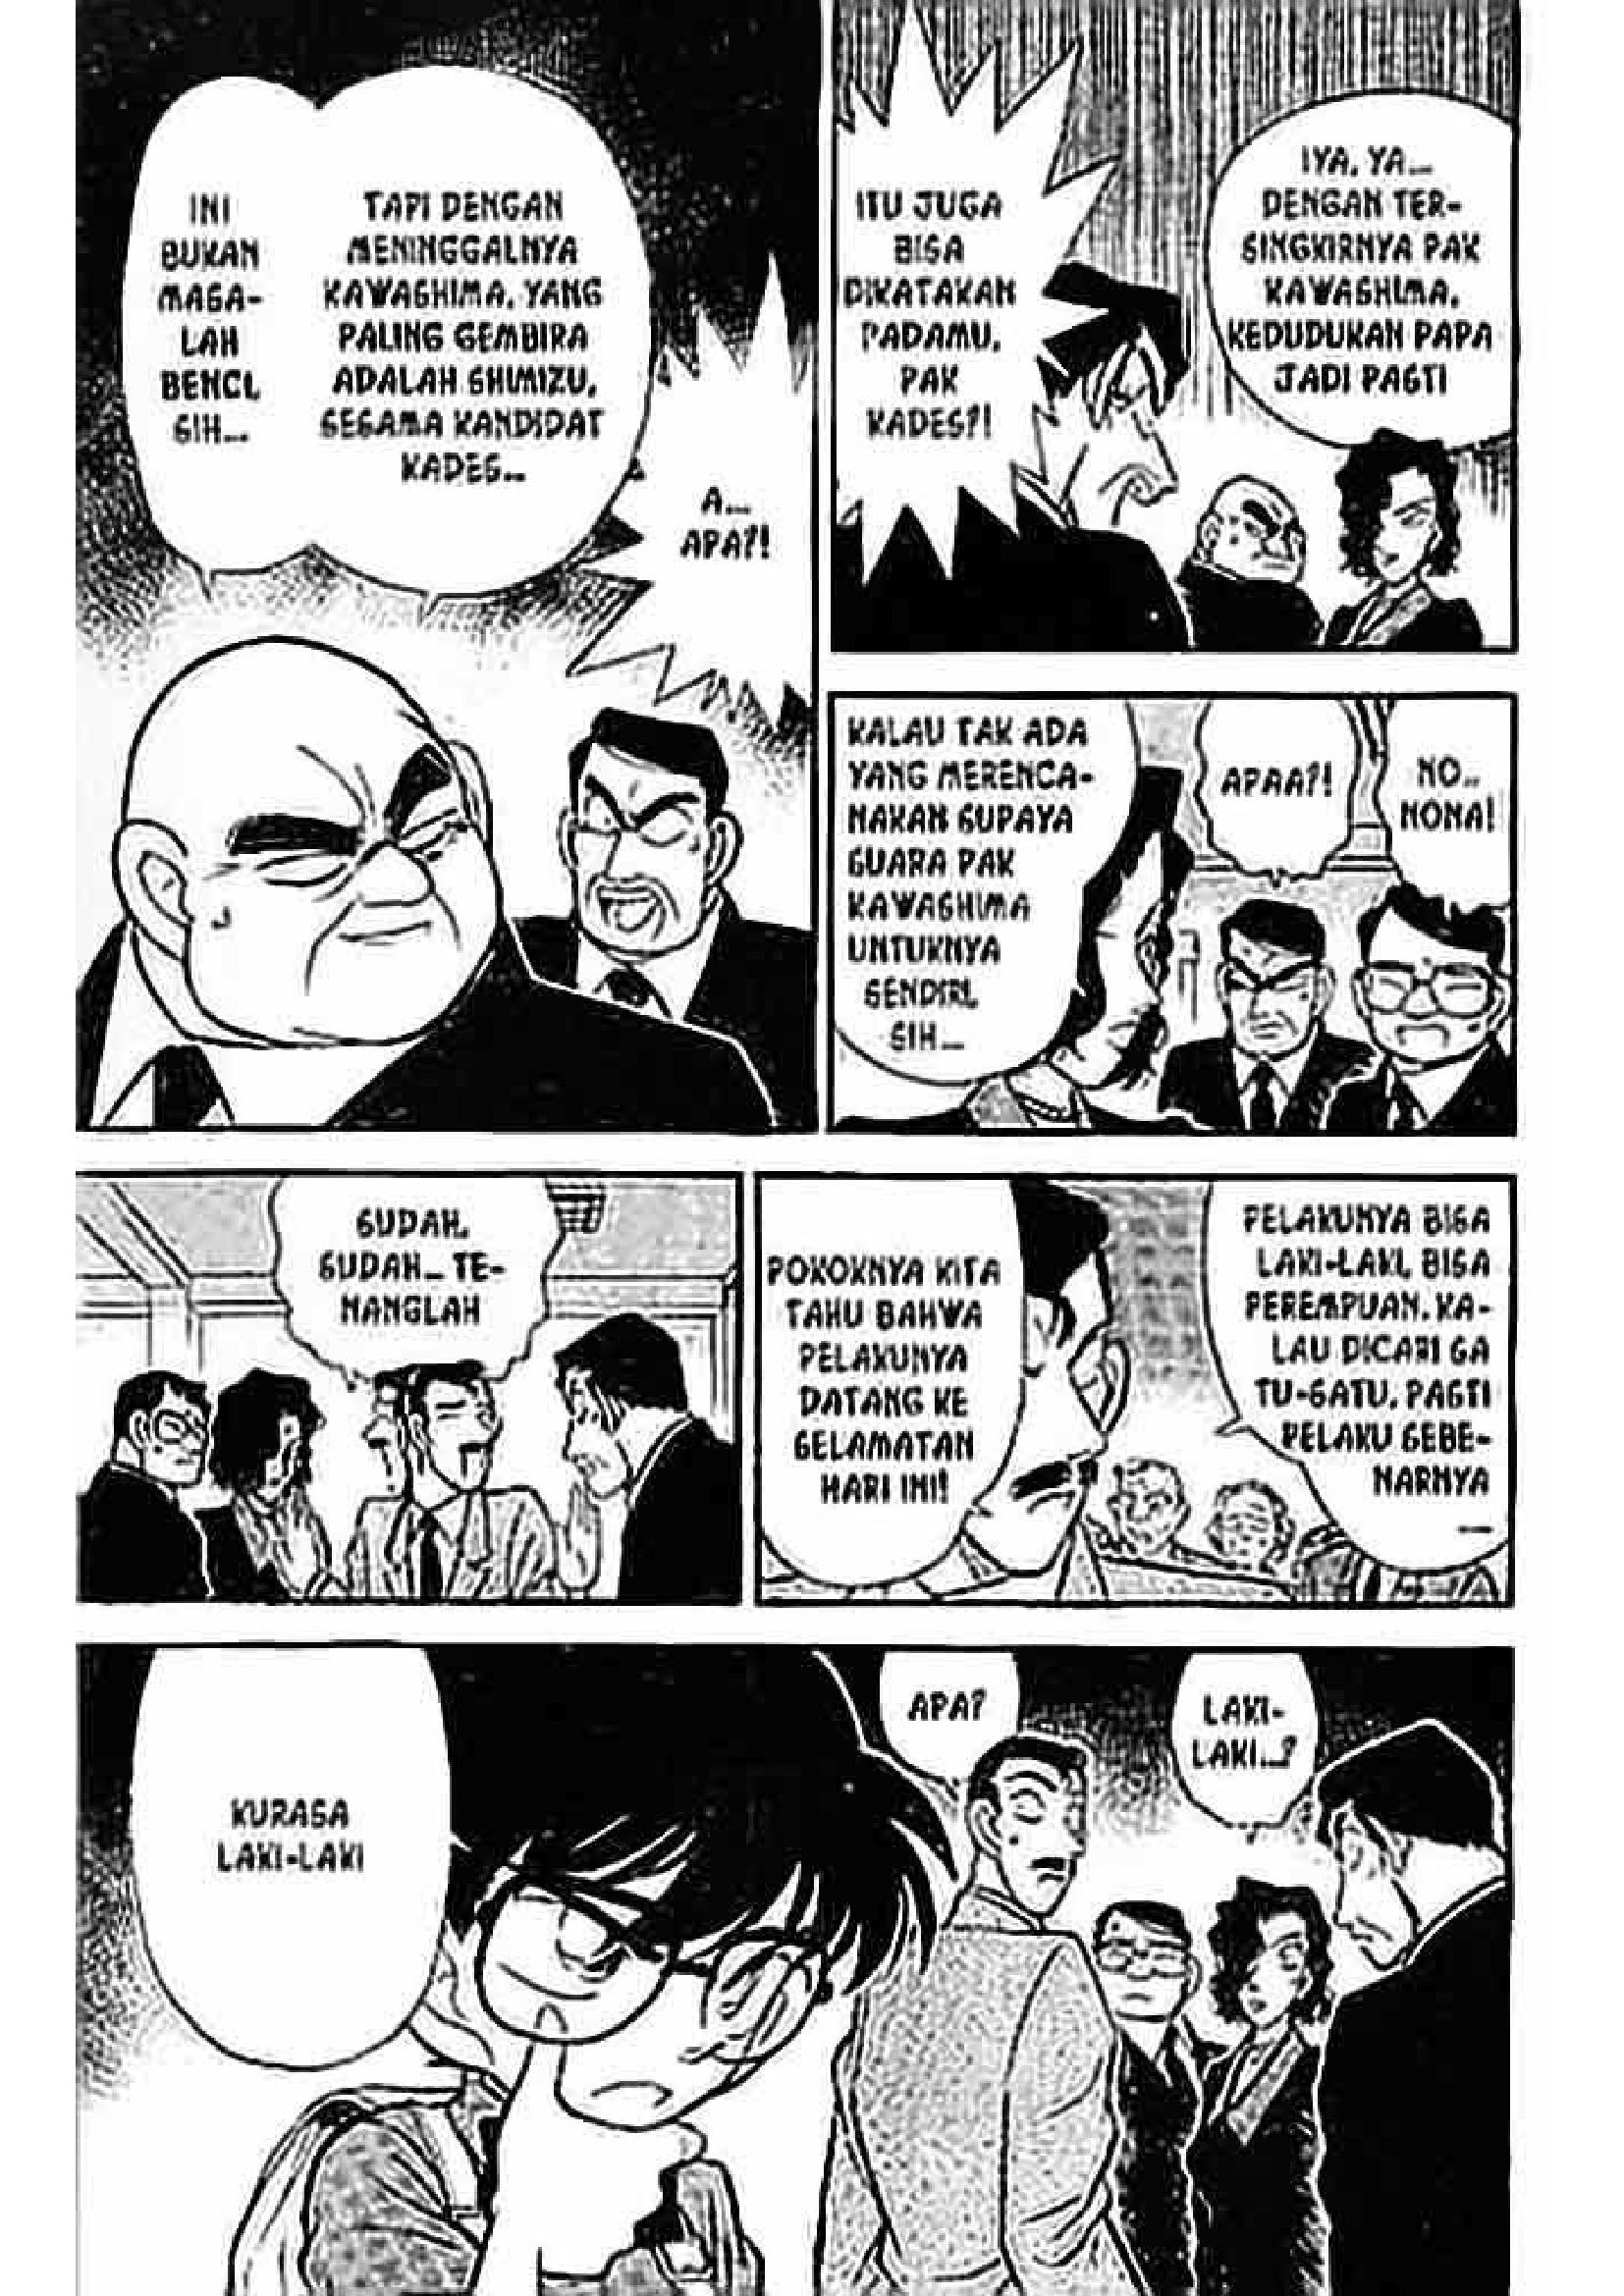 IYA, YA...
DENGAN TER-
SINGKIRNYA PAK
KAWASHIMA,
KEDUDUKAN PAPA
JADI PASTI
ITU JUGA
BISA
DIKATAKAN
PADAMU,
PAK
KADES?!
TAPI DENGAN
MENINGGALNYA
KAWASHIMA, YANG
PALING GEMBIRA
ADALAH SHIMIZU,
SESAMA KANDIDAT
KADES...
INI
BUKAN
MASA-
LAH
BENCI,
SIH...
A...
APA?!
NO..
NONA!
APAA?!
KALAU TAK ADA
YANG MERENCA-
NAKAN SUPAYA
SUARA PAK
KAWASHIMA
UNTUKNYA
SENDIRI,
SIH...
PELAKUNYA BISA
LAKI-LAKI, BISA
PEREMPUAN. KA-
LAU DICARI SA
TU-SATU, PASTI
PELAKU SEBE-
NARNYA
...
POKOKNYA KITA
TAHU BAHWA
PELAKUNYA
DATANG KE
SELAMATAN
HARI INI!
SUDAH,
SUDAH... TE-
NANGLAH
LAKI-
LAKI...?
APA?
KURASA
LAKI-LAKI